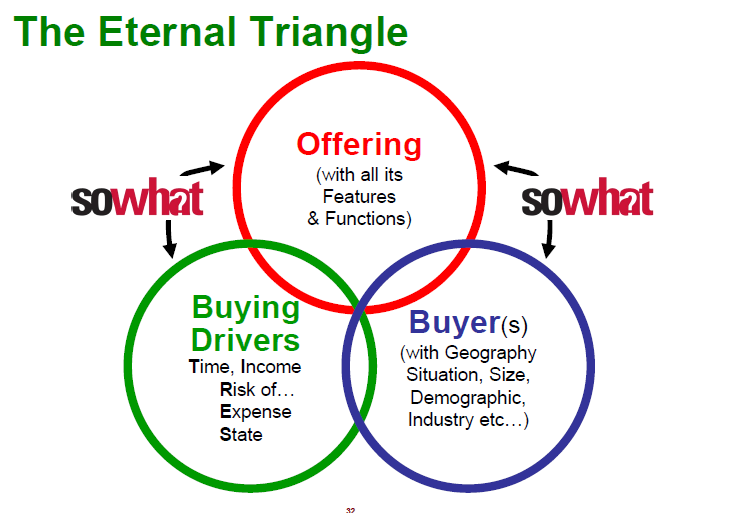 The Eternal Triangle
Offering
(with all its
Features
& Functions)
sowhat
sowhat
Buying
Drivers
Time, Income
Risk of…
Expense
State
Buyer(s)
(with Geography
Situation, Size,
Demographic,
Industry etc…)
32